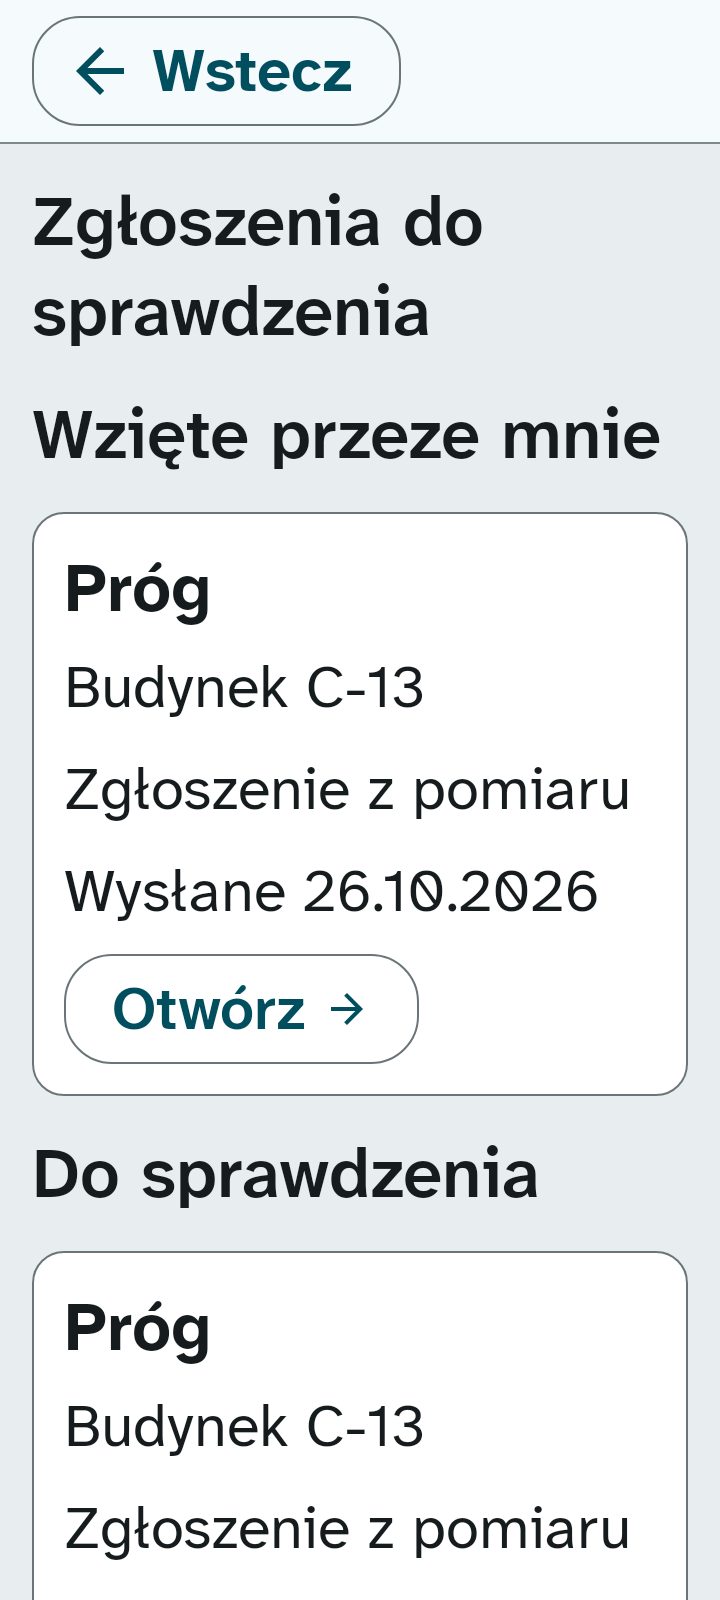 Wstecz
Zgłoszenia do
sprawdzenia
Wzięte przeze mnie
Próg
Budynek C-13
Zgłoszenie z pomiaru
Wysłane 26.10.2026
Otwórz
Do sprawdzenia
Próg
Budynek C-13
Zgłoszenie z pomiaru